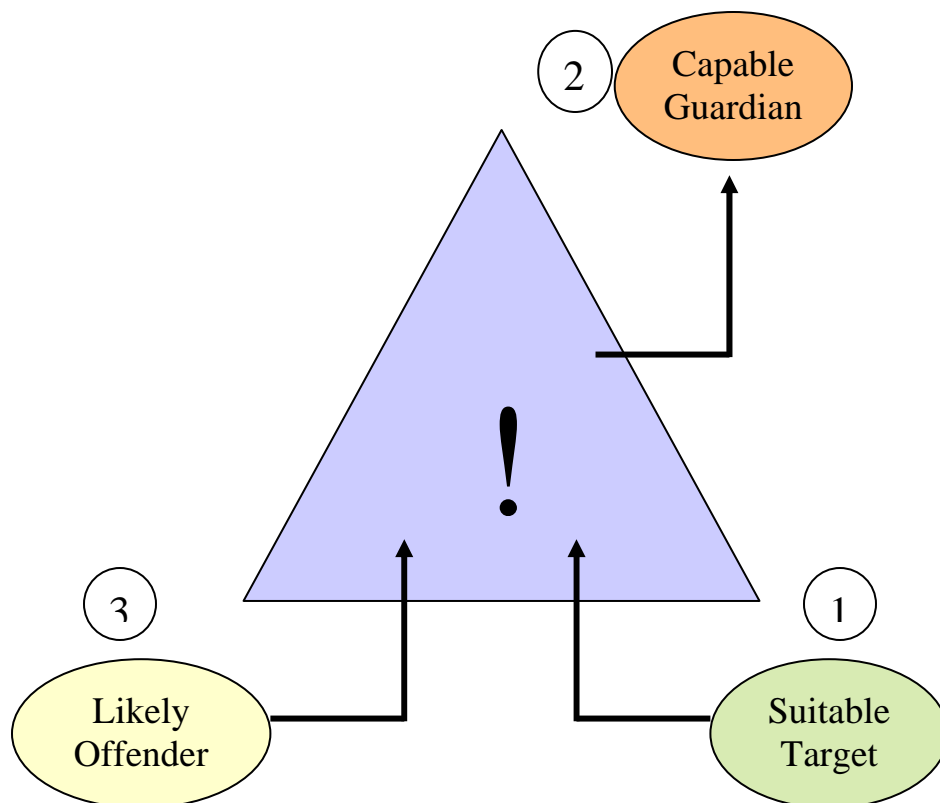 2
Capable
Guardian
!
3
1
Likely
Offender
Suitable
Target